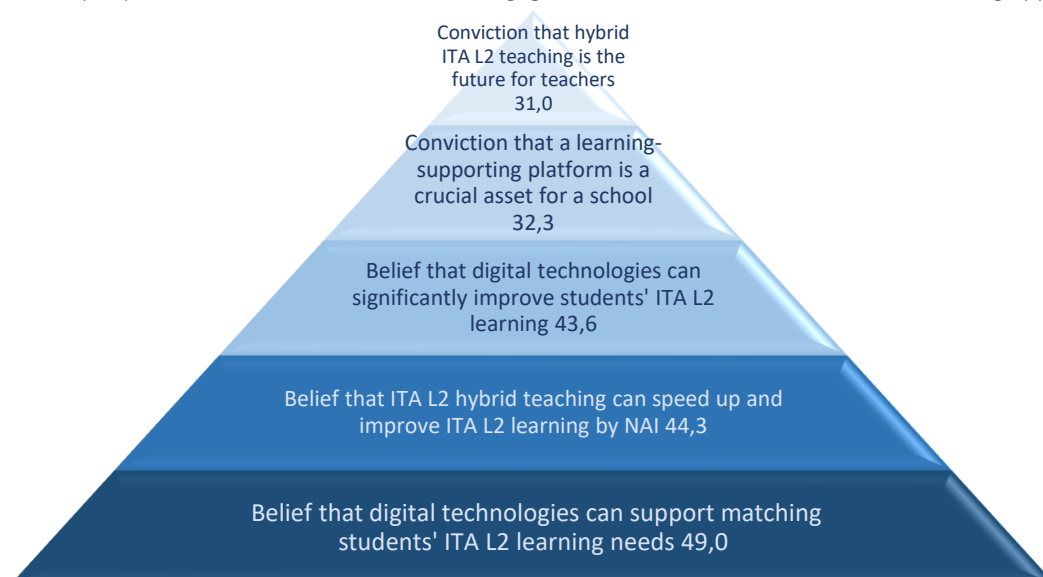 Conviction that hybrid
ITA L2 teaching is the
future for teachers
31,0
Conviction that a learning-
supporting platform is a
crucial asset for a school
32,3
Belief that digital technologies can
significantly improve students' ITA L2
learning 43,6
Belief that ITA L2 hybrid teaching can speed up and
improve ITA L2 learning by NAI 44,3
Belief that digital technologies can support matching
students' ITA L2 learning needs 49,0